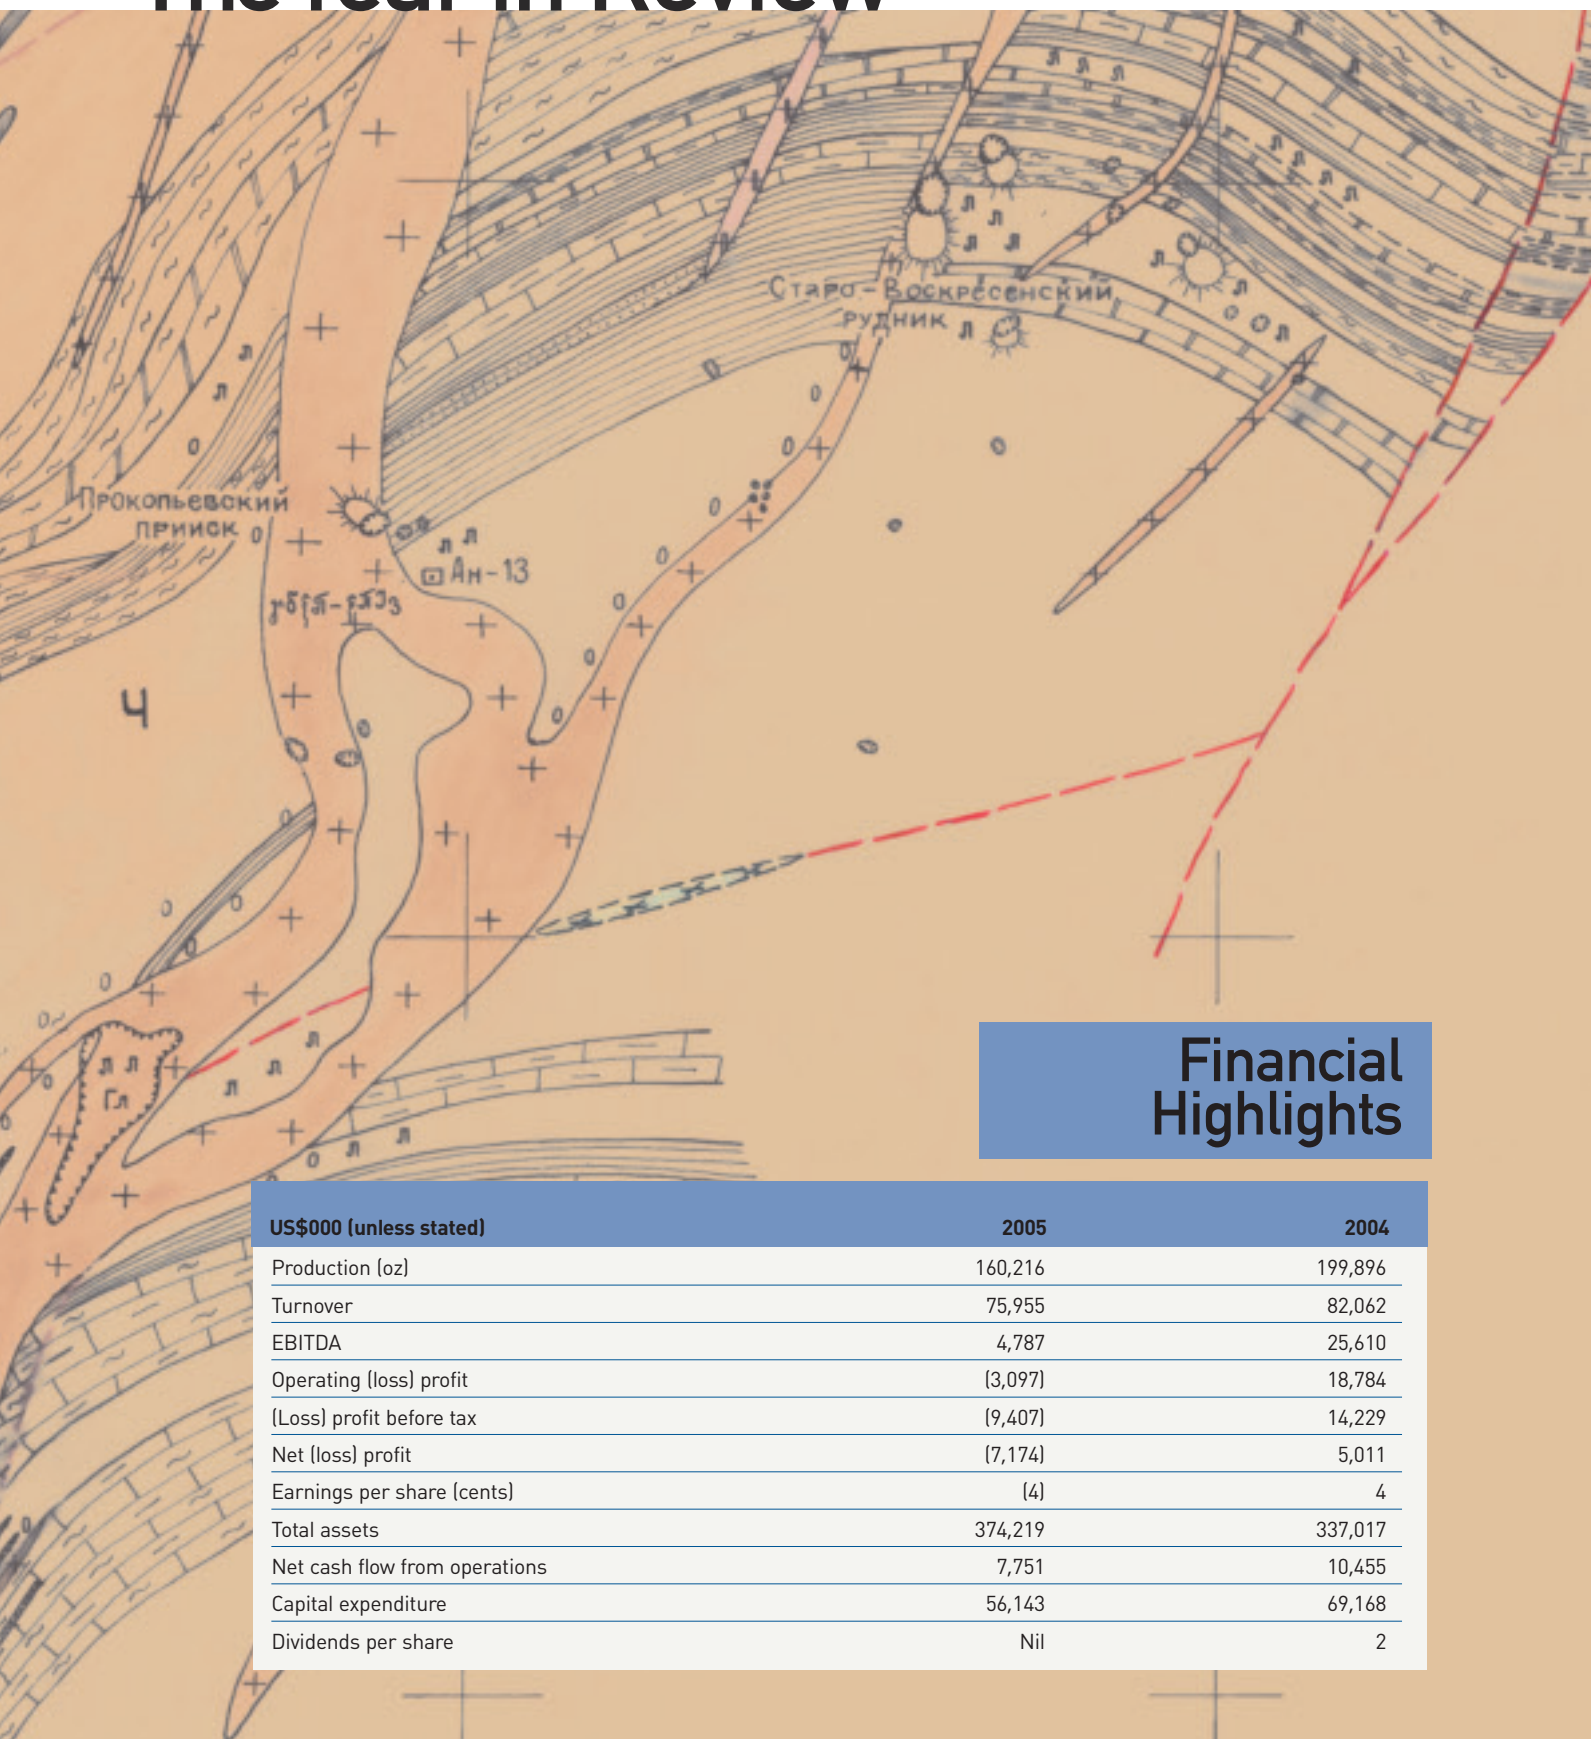 The Year in Review
Старо-Воскресенский
рудник
Прокопьевский
прииск
Ан-13
Ч
Гл
Financial
Highlights
US$000 (unless stated) 2005 2004
Production (oz) 160,216 199,896
Turnover 75,955 82,062
EBITDA 4,787 25,610
Operating (loss) profit (3,097) 18,784
(Loss) profit before tax (9,407) 14,229
Net (loss) profit (7,174) 5,011
Earnings per share (cents) (4) 4
Total assets 374,219 337,017
Net cash flow from operations 7,751 10,455
Capital expenditure 56,143 69,168
Dividends per share Nil 2